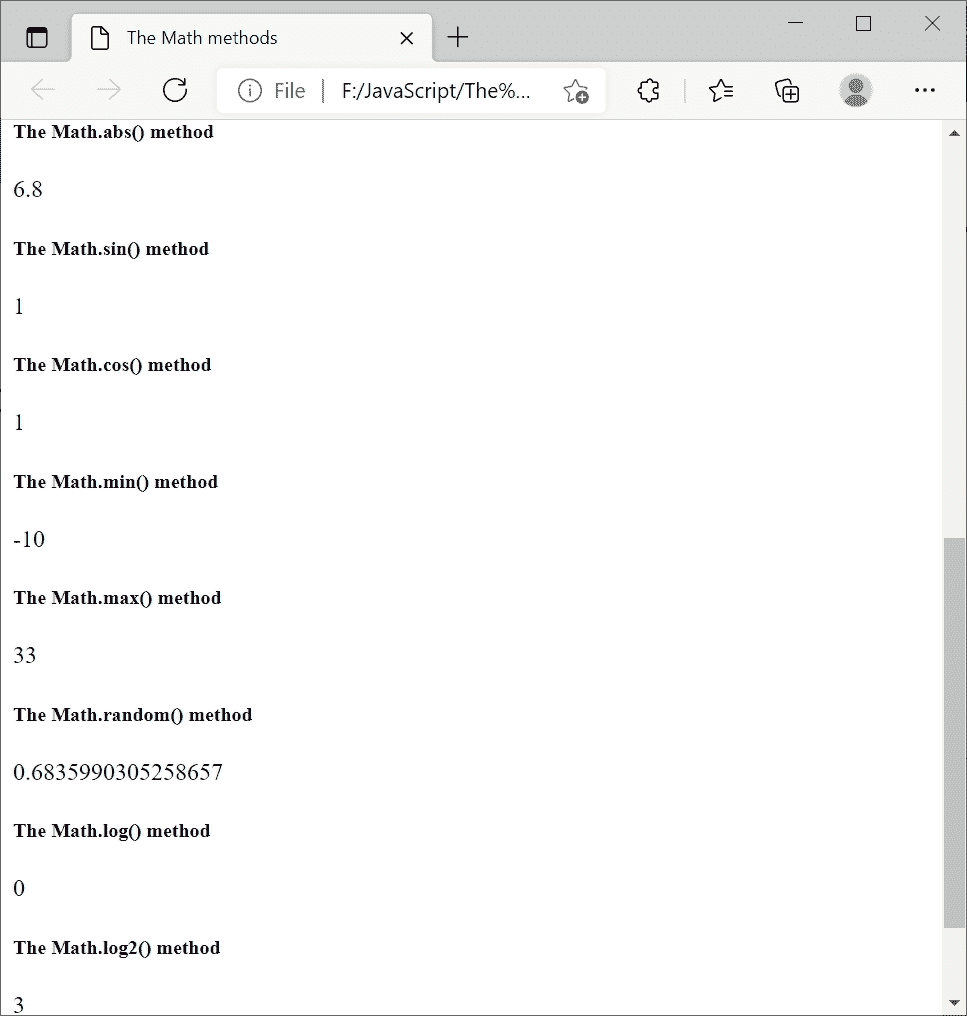 The Math methods
File F:/JavaScript/The%...
The Math.abs() method
6.8
The Math.sin() method
1
The Math.cos() method
1
The Math.min() method
-10
The Math.max() method
33
The Math.random() method
0.6835990305258657
The Math.log() method
0
The Math.log2() method
3